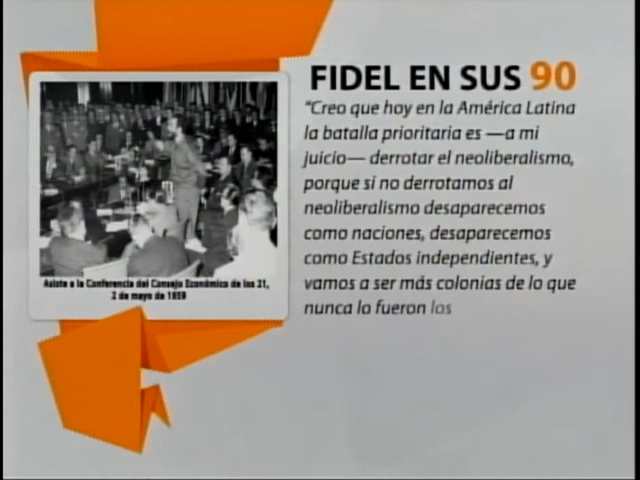 FIDEL EN SUS 90
“Creo que hoy en la América Latina
la batalla prioritaria es —a mi
juicio— derrotar el neoliberalismo,
porque si no derrotamos al
neoliberalismo desaparecemos
como naciones, desaparecemos
como Estados independientes, y
vamos a ser más colonias de lo que
nunca lo fueron los
Asiste a la Conferencia del Consejo Económico de los 21,
2 de mayo de 1959